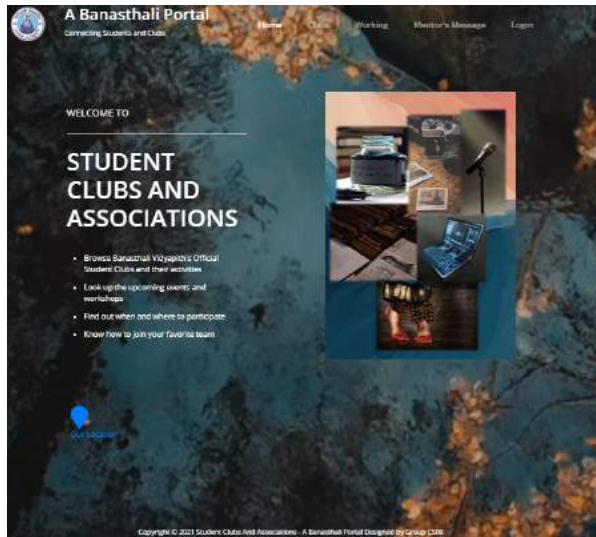 A Banasthali Portal
Connecting Students and Clubs
Home Clubs Working Mentor's Message Login
WELCOME TO
STUDENT
CLUBS AND
ASSOCIATIONS
Browse Banasthali Vidyapith's Official
Student Clubs and their activities
Look up the upcoming events and
workshops
Find out when and where to participate
Know how to join your favorite team
Our Location
Copyright © 2021 Student Clubs And Associations - A Banasthali Portal Designed by Group CS08